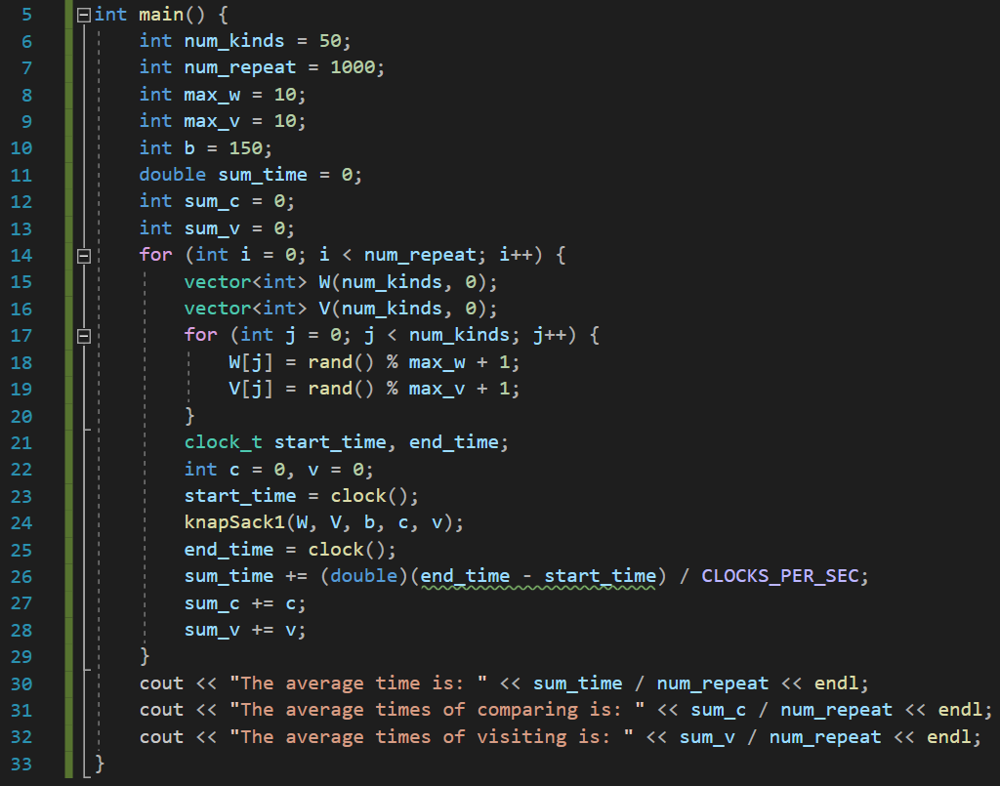 5 int main() {
6 int num_kinds = 50;
7 int num_repeat = 1000;
8 int max_w = 10;
9 int max_v = 10;
10 int b = 150;
11 double sum_time = 0;
12 int sum_c = 0;
13 int sum_v = 0;
14 for (int i = 0; i < num_repeat; i++) {
15 vector<int> W(num_kinds, 0);
16 vector<int> V(num_kinds, 0);
17 for (int j = 0; j < num_kinds; j++) {
18 W[j] = rand() % max_w + 1;
19 V[j] = rand() % max_v + 1;
20 }
21 clock_t start_time, end_time;
22 int c = 0, v = 0;
23 start_time = clock();
24 knapSack1(W, V, b, c, v);
25 end_time = clock();
26 sum_time += (double)(end_time - start_time) / CLOCKS_PER_SEC;
27 sum_c += c;
28 sum_v += v;
29 }
30 cout << "The average time is: " << sum_time / num_repeat << endl;
31 cout << "The average times of comparing is: " << sum_c / num_repeat << endl;
32 cout << "The average times of visiting is: " << sum_v / num_repeat << endl;
33 }